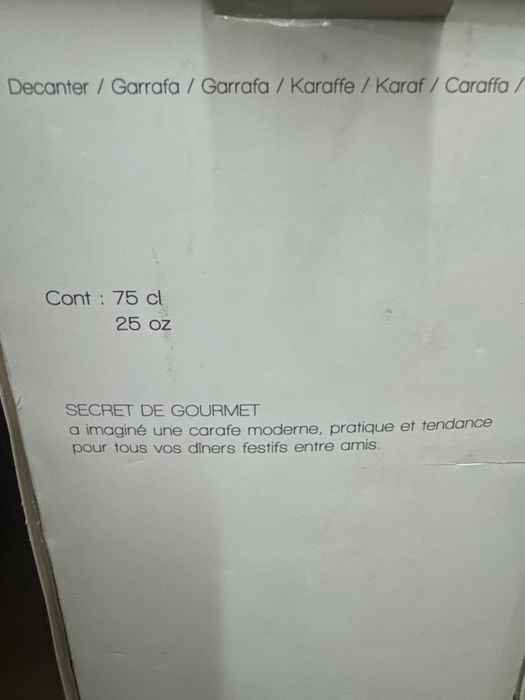 Decanter / Garrafa / Garrafa / Karaffe / Karaf / Caraffa /
Cont : 75 cl
25 oz
SECRET DE GOURMET
a imaginé une carafe moderne, pratique et tendance
pour tous vos dîners festifs entre amis.